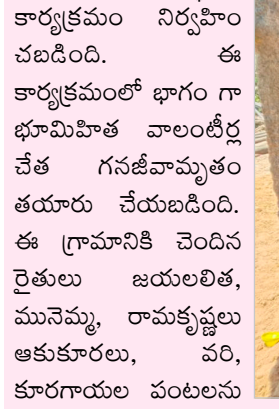 కార్యక్రమం నిర్వహిం
చబడింది. ఈ
కార్యక్రమంలో భాగం గా
భూమిహిత వాలంటీర్ల
చేత గనజీవామృతం
తయారు చేయబడింది.
ఈ గ్రామానికి చెందిన
రైతులు జయలలిత,
మునెమ్మ, రామకృష్ణలు
ఆకుకూరలు, వరి,
కూరగాయల పంటలను